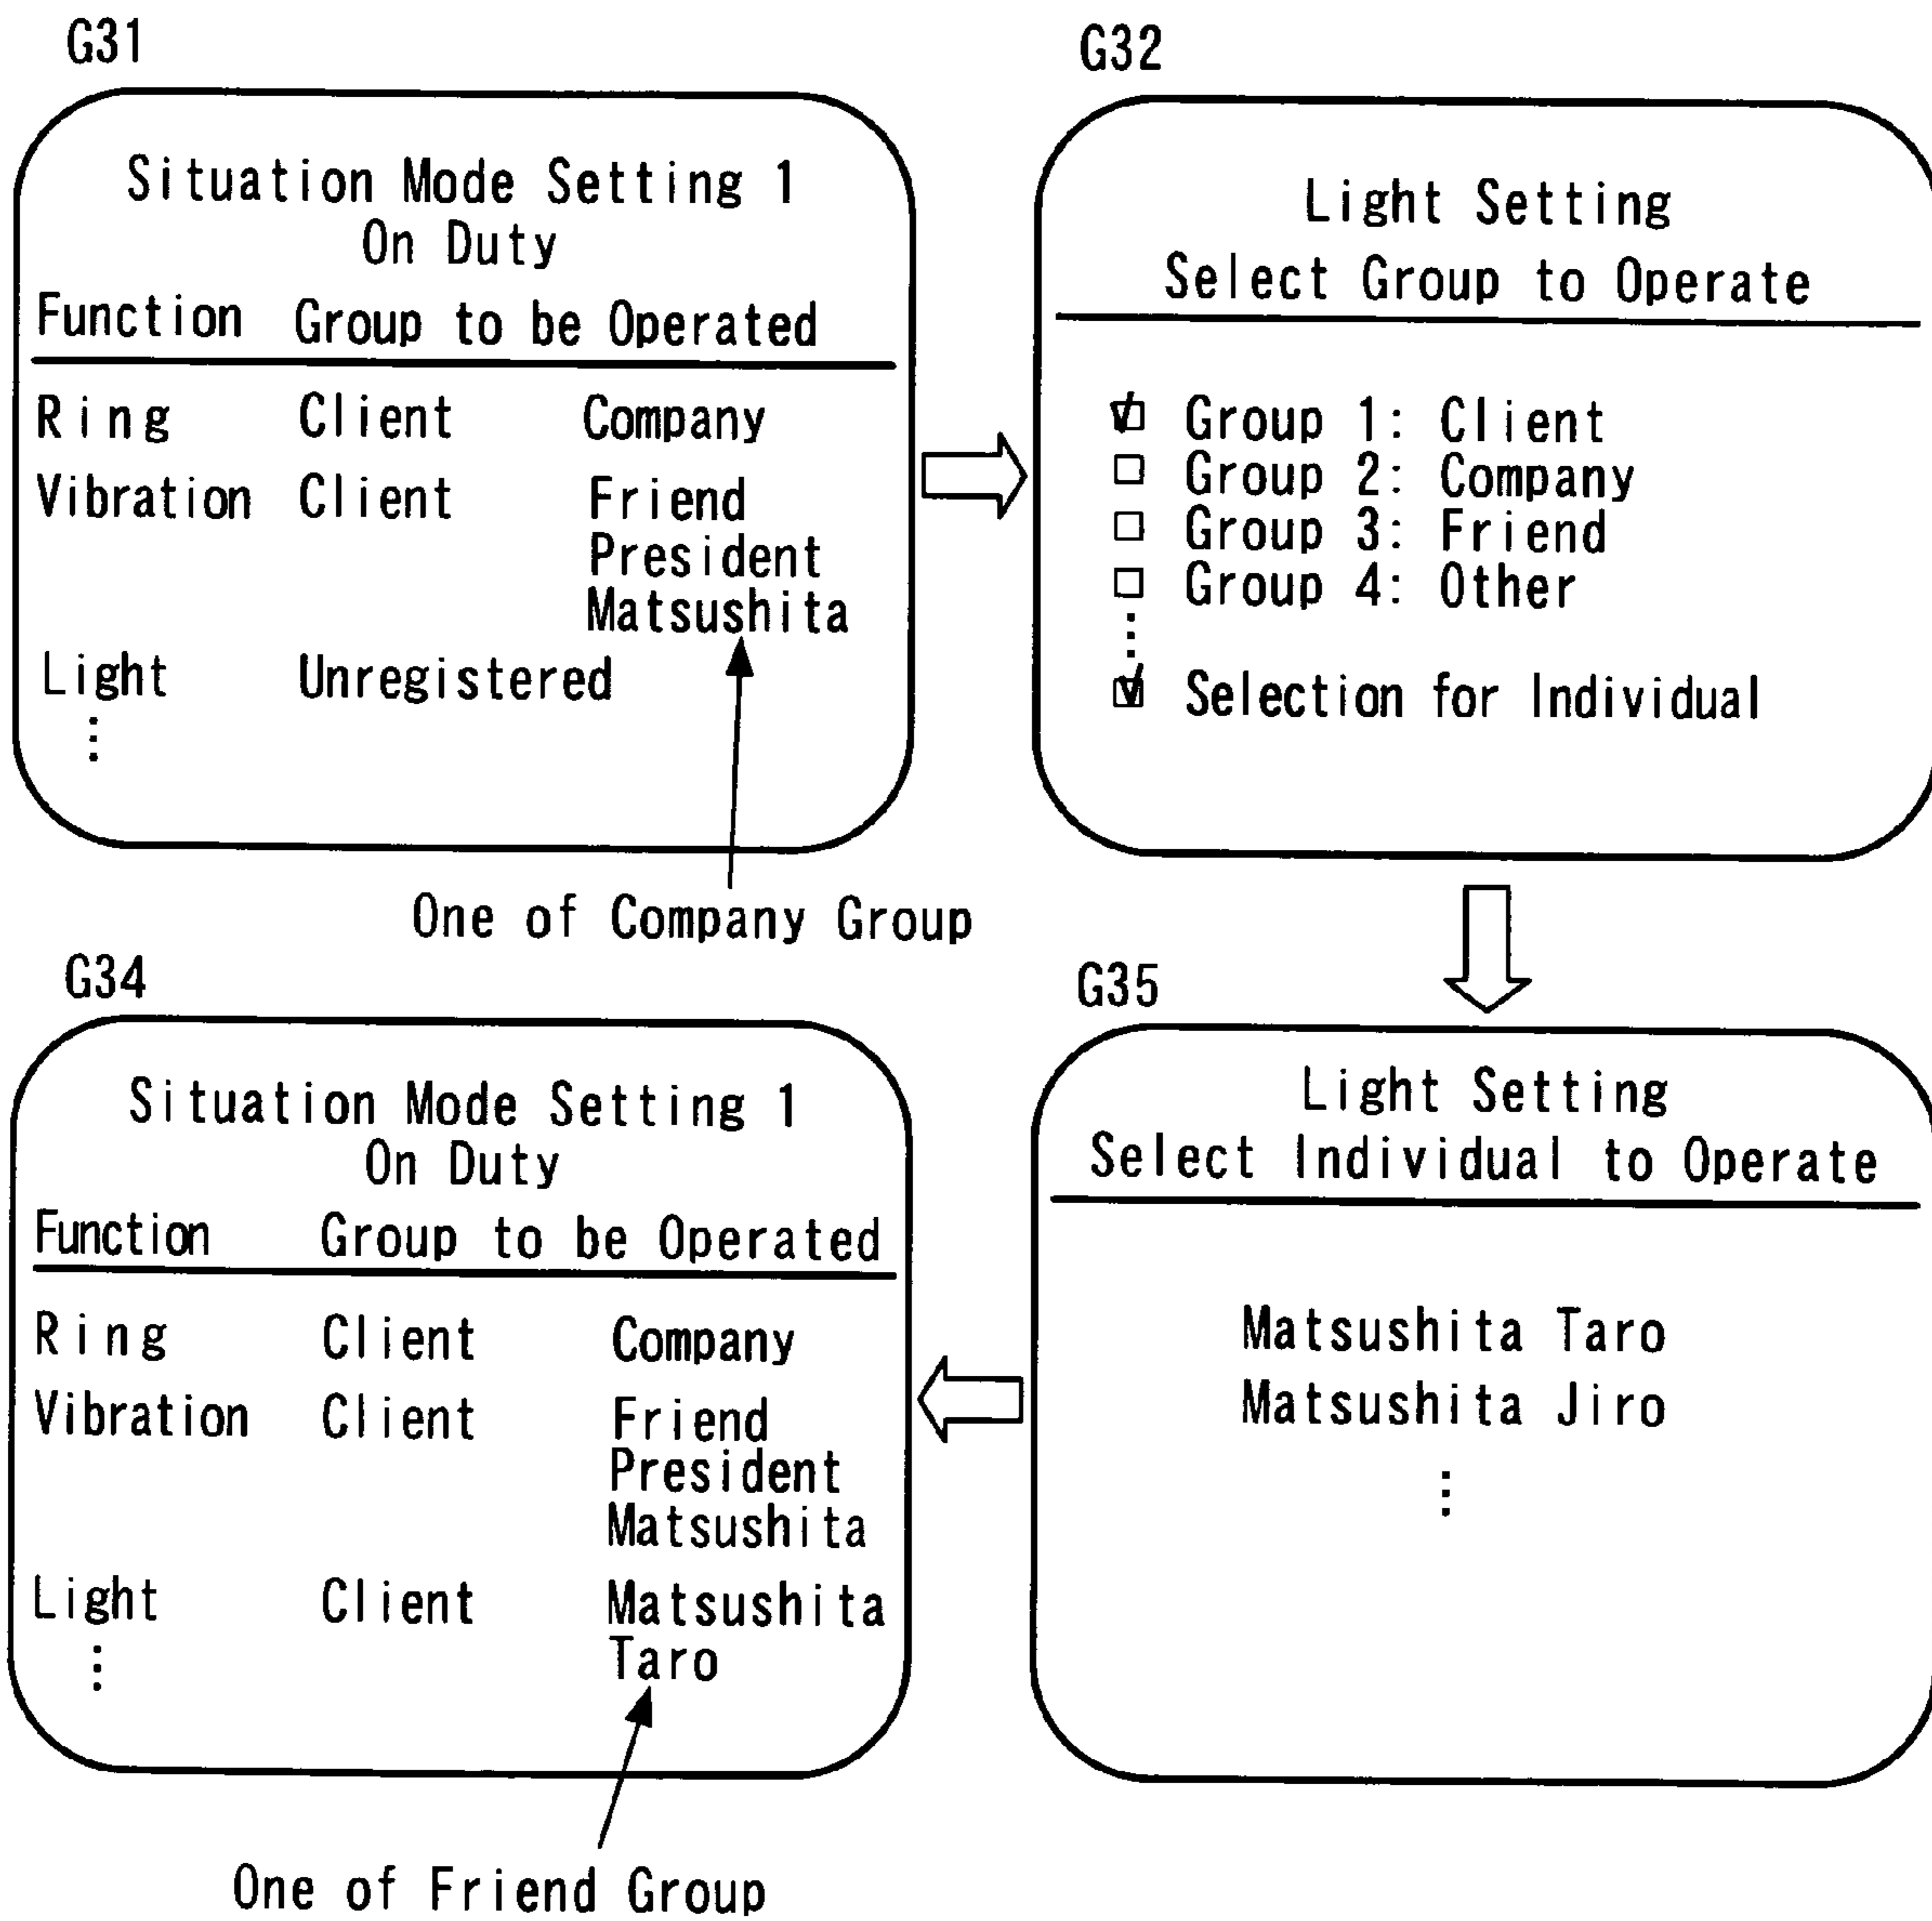 G31
Situation Mode Setting 1
On Duty
Function Group to be Operated
Ring Client Company
Vibration Client Friend
President
Matsushita
Light Unregistered
⋮
One of Company Group
G32
Light Setting
Select Group to Operate
☑ Group 1: Client
☐ Group 2: Company
☐ Group 3: Friend
☐ Group 4: Other
⋮
☑ Selection for Individual
G35
Light Setting
Select Individual to Operate
Matsushita Taro
Matsushita Jiro
⋮
G34
Situation Mode Setting 1
On Duty
Function Group to be Operated
Ring Client Company
Vibration Client Friend
President
Matsushita
Light Client Matsushita
Taro
⋮
One of Friend Group